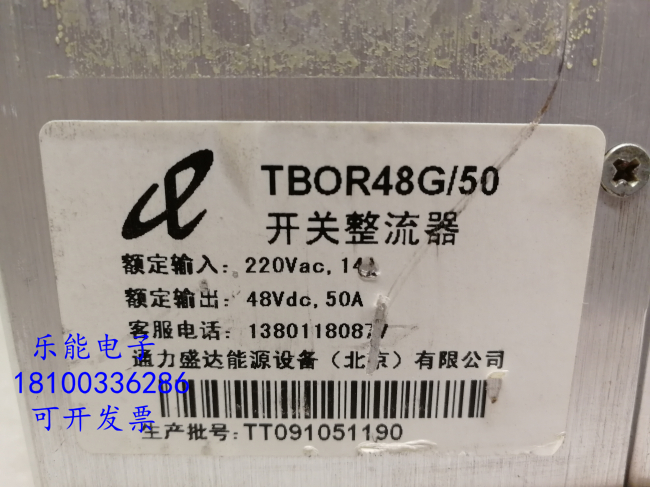 TBOR48G/50
开关整流器
额定输入：220Vac,14A
额定输出：48Vdc,50A
客服电话：
通力盛达能源设备（北京）有限公司
生产批号：TT091051190
乐能电子
18100336286
可开发票